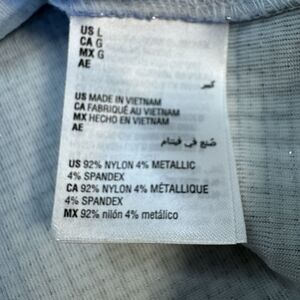 US L
CA G
MX G
AE
كبير
US MADE IN VIETNAM
CA FABRIQUÉ AU VIETNAM
MX HECHO EN VIETNAM
AE
صُنع في فيتنام
US 92% NYLON 4% METALLIC
4% SPANDEX
CA 92% NYLON 4% MÉTALLIQUE
4% SPANDEX
MX 92% nilón 4% metálico